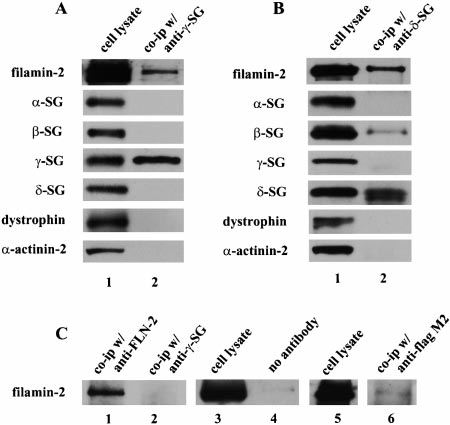 A
cell lysate
co-ip w/
anti-γ-SG
filamin-2
α-SG
β-SG
γ-SG
δ-SG
dystrophin
α-actinin-2
1 2
B
cell lysate
co-ip w/
anti-δ-SG
filamin-2
α-SG
β-SG
γ-SG
δ-SG
dystrophin
α-actinin-2
1 2
C
co-ip w/
anti-FLN-2
co-ip w/
anti-γ-SG
cell lysate
no antibody
cell lysate
co-ip w/
anti-flag M2
filamin-2
1 2 3 4 5 6